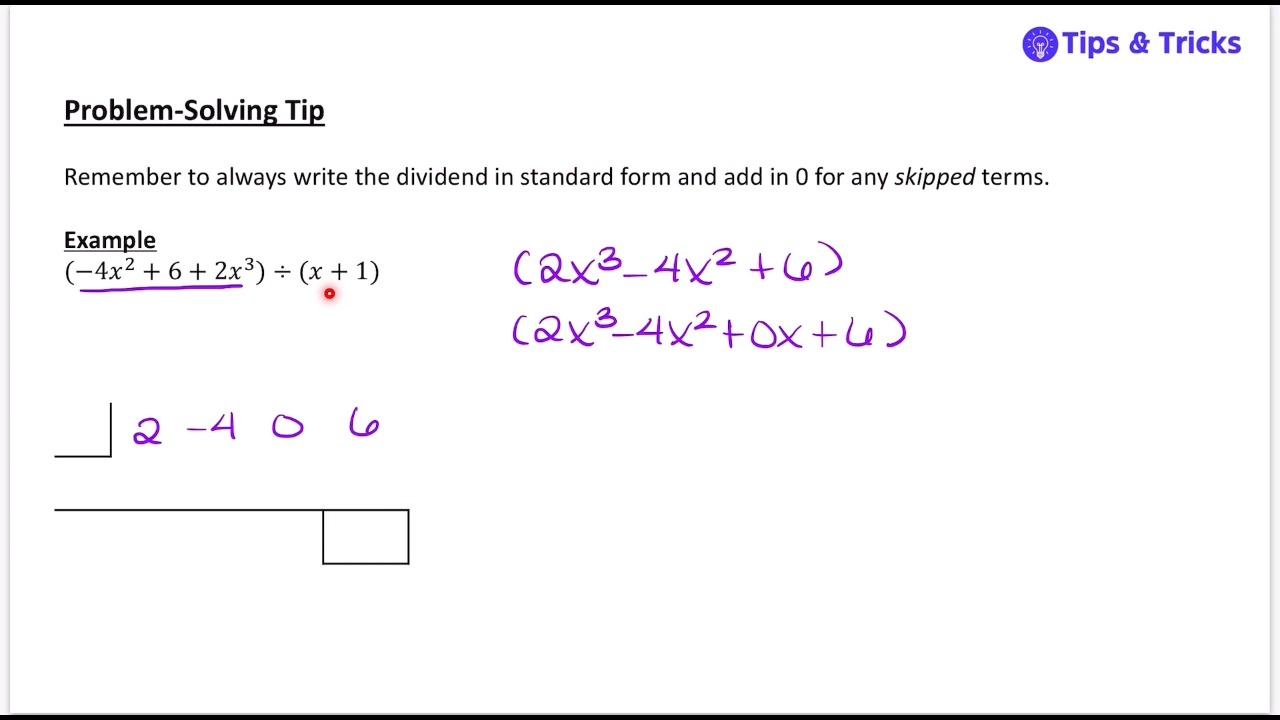 Tips & Tricks
Problem-Solving Tip
Remember to always write the dividend in standard form and add in 0 for any skipped terms.
Example
(−4x² + 6 + 2x³) ÷ (x + 1)
(2x³ − 4x² + 6)
(2x³ − 4x² + 0x + 6)
2 −4 0 6